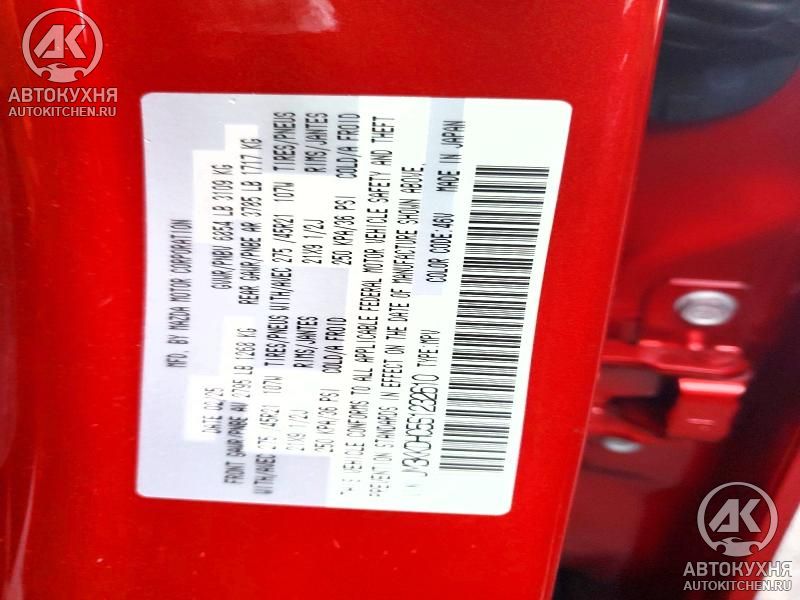 АВТОКУХНЯ
AUTOKITCHEN.RU
MFD. BY MAZDA MOTOR CORPORATION
DATE 02/25 GVWR/PNBV 6854 LB 3109 KG
FRONT GAWR/PNBE AV 2795 LB 1268 KG REAR GAWR/PNBE AR 3785 LB 1717 KG
WITH/AVEC 275 /45R21 107W TIRES/PNEUS WITH/AVEC 275 /45R21 107W TIRES/PNEUS
21X9 1/2J RIMS/JANTES 21X9 1/2J RIMS/JANTES
250 KPA/36 PSI COLD/A FROID 250 KPA/36 PSI COLD/A FROID
THIS VEHICLE CONFORMS TO ALL APPLICABLE FEDERAL MOTOR VEHICLE SAFETY AND THEFT
PREVENTION STANDARDS IN EFFECT ON THE DATE OF MANUFACTURE SHOWN ABOVE.
TYPE:MPV COLOR CODE:46V MADE IN JAPAN
АВТОКУХНЯ
AUTOKITCHEN.RU